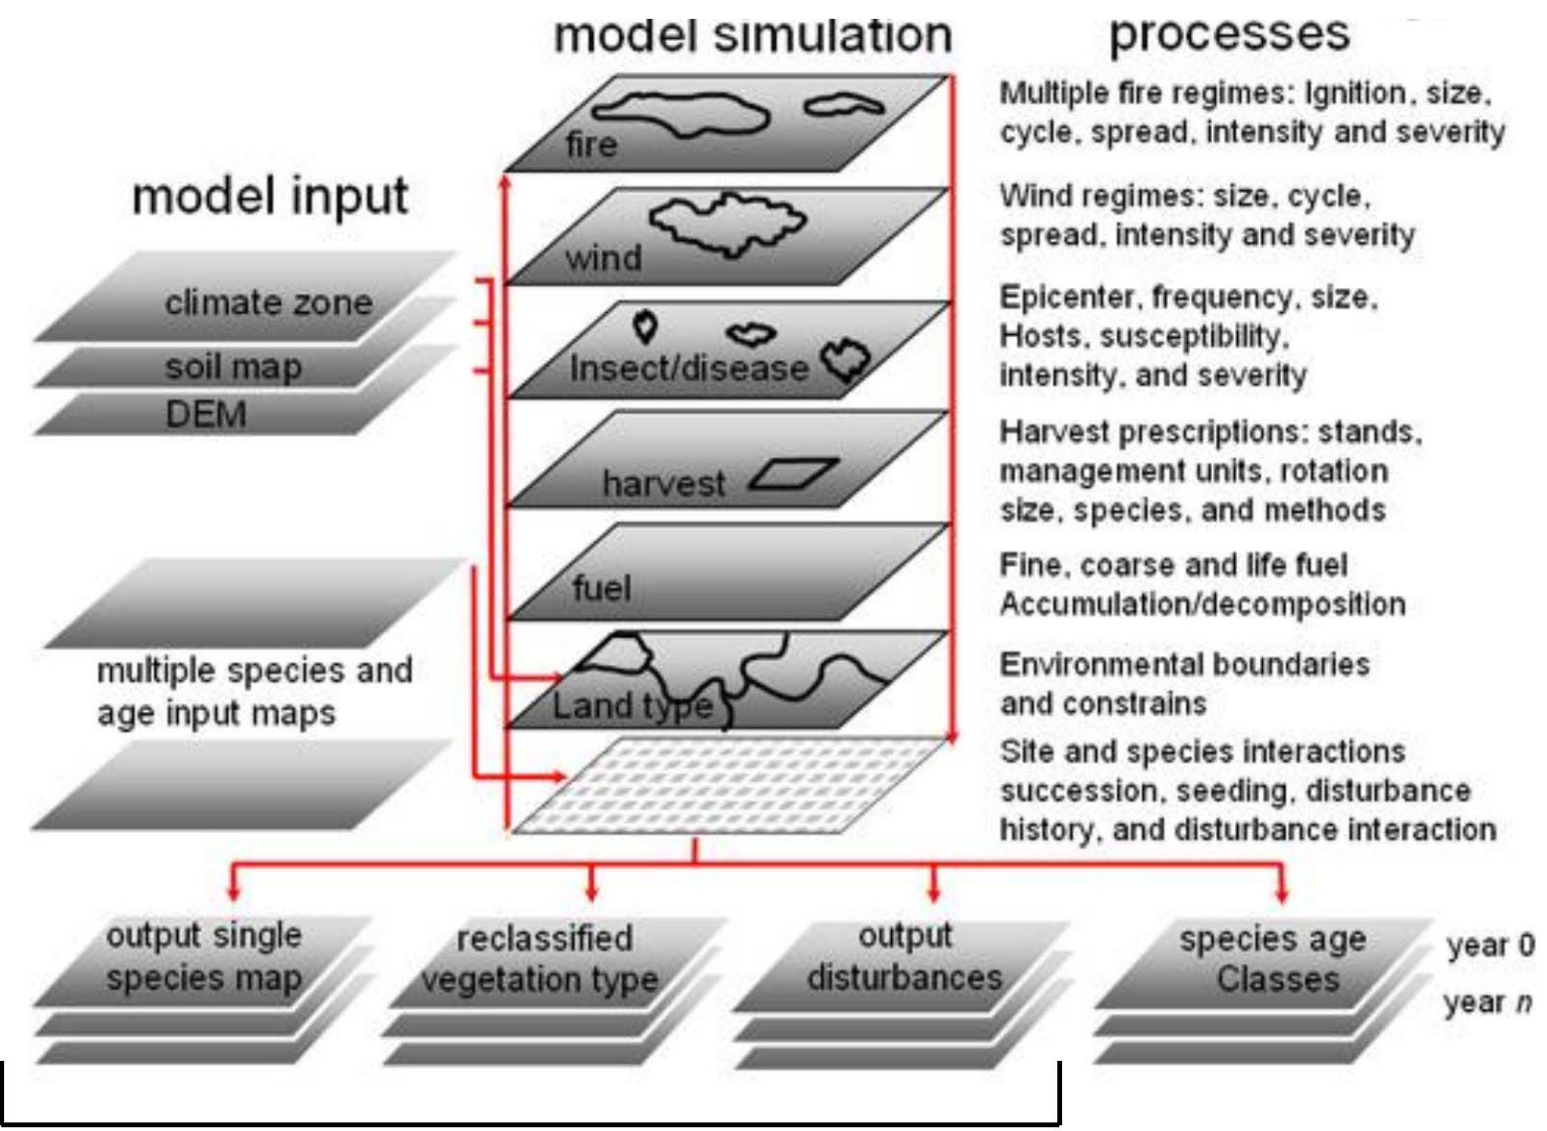 model simulation
processes
model input
climate zone
soil map
DEM
multiple species and
age input maps
fire
wind
Insect/disease
harvest
fuel
Land type
Multiple fire regimes: Ignition, size,
cycle, spread, intensity and severity
Wind regimes: size, cycle,
spread, intensity and severity
Epicenter, frequency, size,
Hosts, susceptibility,
intensity, and severity
Harvest prescriptions: stands,
management units, rotation
size, species, and methods
Fine, coarse and life fuel
Accumulation/decomposition
Environmental boundaries
and constrains
Site and species interactions
succession, seeding, disturbance
history, and disturbance interaction
output single
species map
reclassified
vegetation type
output
disturbances
species age
Classes
year 0
year n